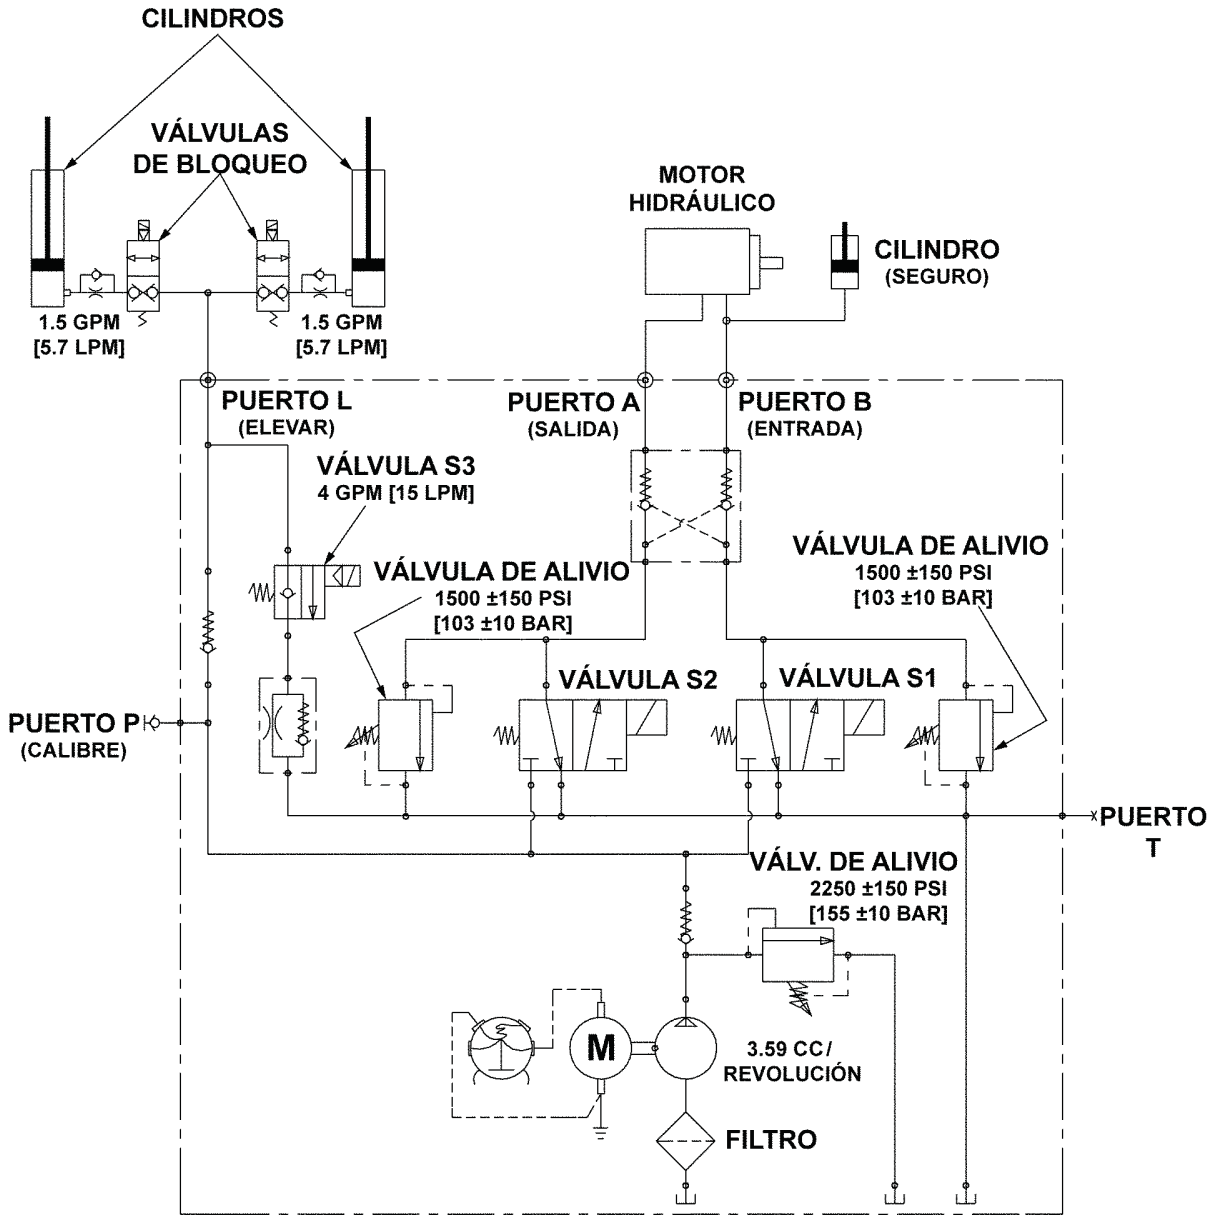 CILINDROS
VÁLVULAS
DE BLOQUEO
MOTOR
HIDRÁULICO
CILINDRO
(SEGURO)
1.5 GPM
[5.7 LPM]
1.5 GPM
[5.7 LPM]
PUERTO L
(ELEVAR)
PUERTO A
(SALIDA)
PUERTO B
(ENTRADA)
VÁLVULA S3
4 GPM [15 LPM]
VÁLVULA DE ALIVIO
1500 ±150 PSI
[103 ±10 BAR]
VÁLVULA DE ALIVIO
1500 ±150 PSI
[103 ±10 BAR]
VÁLVULA S2
VÁLVULA S1
PUERTO P
(CALIBRE)
PUERTO
T
VÁLV. DE ALIVIO
2250 ±150 PSI
[155 ±10 BAR]
M
3.59 CC/
REVOLUCIÓN
FILTRO